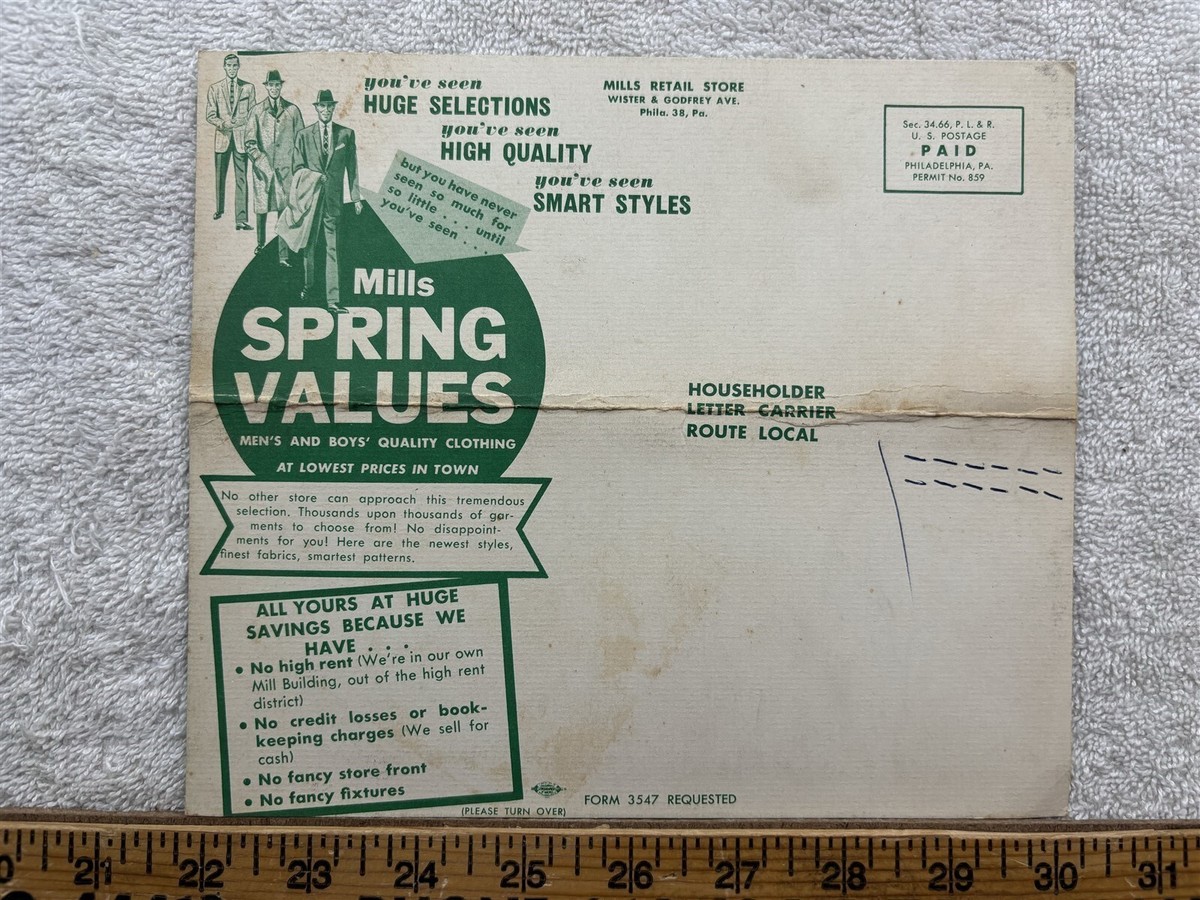 you've seen
HUGE SELECTIONS
you've seen
HIGH QUALITY
you've seen
SMART STYLES
but you have never
seen so much for
so little . . . until
you've seen . . .
MILLS RETAIL STORE
WISTER & GODFREY AVE.
Phila. 38, Pa.
Sec. 34.66, P. L. & R.
U. S. POSTAGE
PAID
PHILADELPHIA, PA.
PERMIT No. 859
Mills
SPRING
VALUES
MEN'S AND BOYS' QUALITY CLOTHING
AT LOWEST PRICES IN TOWN
HOUSEHOLDER
LETTER CARRIER
ROUTE LOCAL
No other store can approach this tremendous
selection. Thousands upon thousands of gar-
ments to choose from! No disappoint-
ments for you! Here are the newest styles,
finest fabrics, smartest patterns.
ALL YOURS AT HUGE
SAVINGS BECAUSE WE
HAVE . . .
• No high rent (We're in our own
Mill Building, out of the high rent
district)
• No credit losses or book-
keeping charges (We sell for
cash)
• No fancy store front
• No fancy fixtures
(PLEASE TURN OVER)
FORM 3547 REQUESTED
21 22 23 24 25 26 27 28 29 30 31